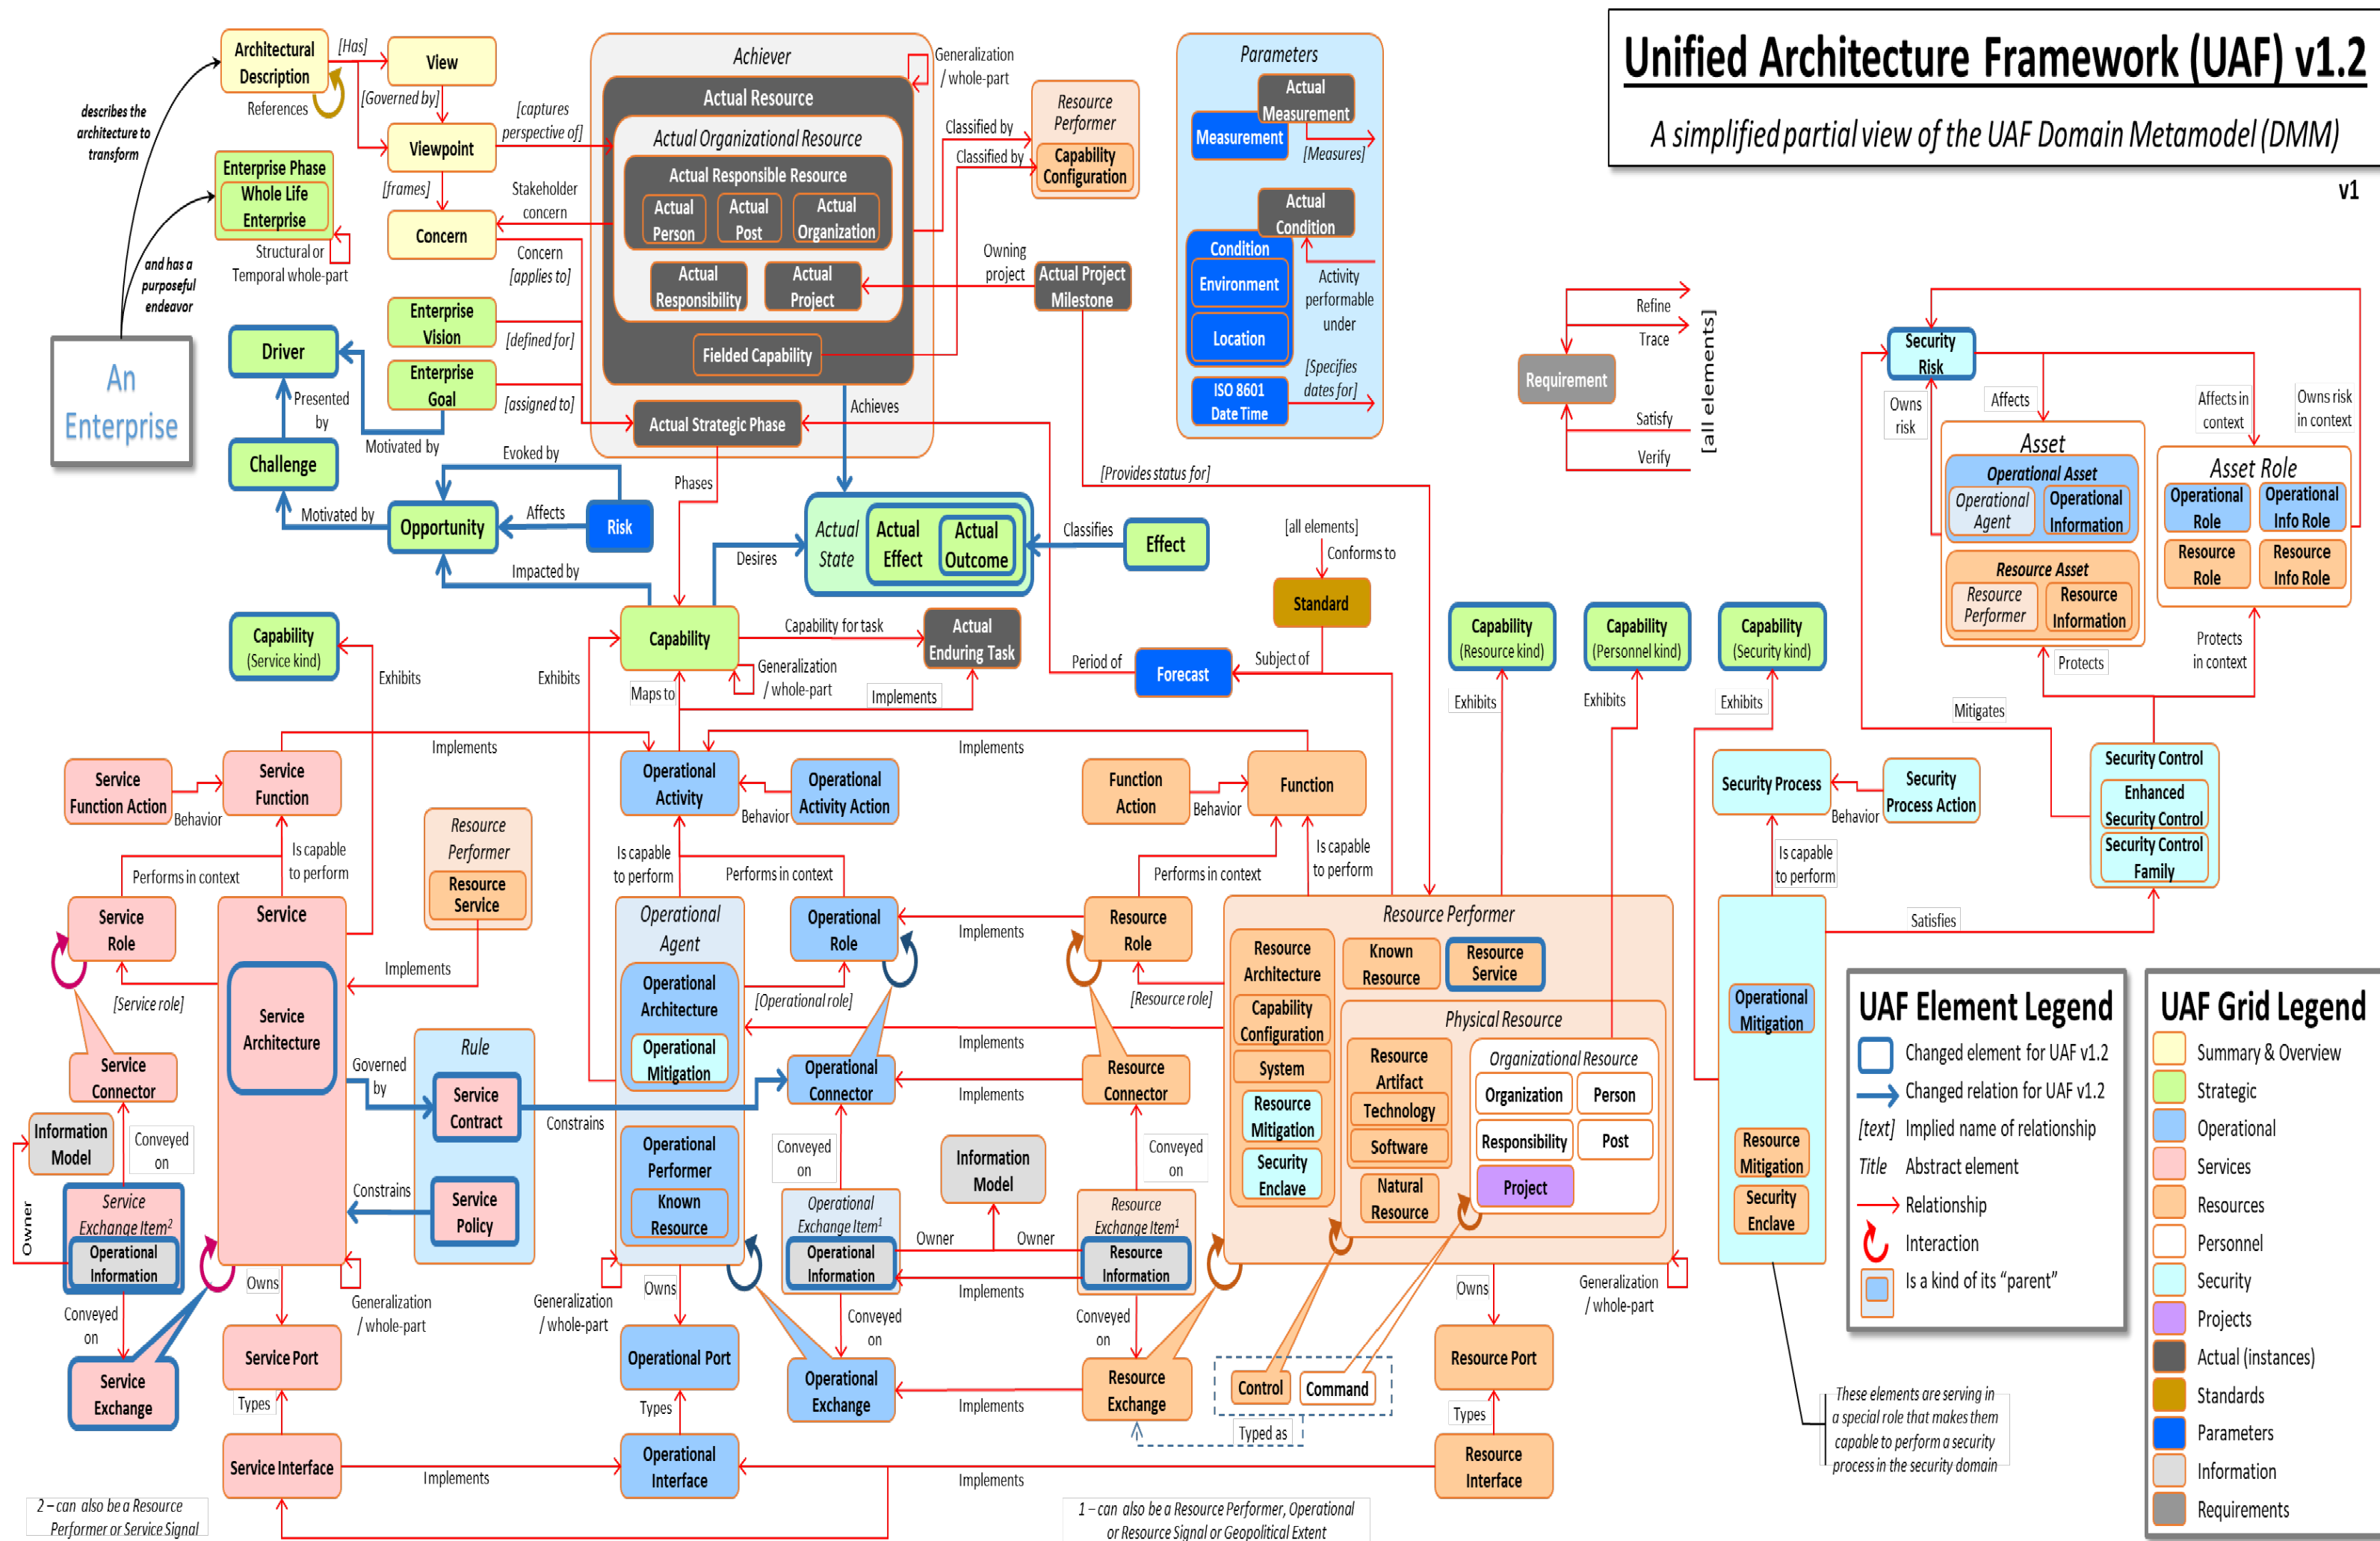 Unified Architecture Framework (UAF) v1.2
A simplified partial view of the UAF Domain Metamodel (DMM)
v1
Architectural
Description
References
[Has]
View
[Governed by]
Viewpoint
[frames]
Concern
[captures
perspective of]
Stakeholder
concern
Concern
[applies to]
describes the
architecture to
transform
and has a
purposeful
endeavor
An
Enterprise
Enterprise Phase
Whole Life
Enterprise
Structural or
Temporal whole-part
Enterprise
Vision
[defined for]
Enterprise
Goal
[assigned to]
Driver
Presented
by
Motivated by
Challenge
Motivated by
Opportunity
Evoked by
Affects
Risk
Impacted by
Achiever
Actual Resource
Actual Organizational Resource
Actual Responsible Resource
Actual
Person
Actual
Post
Actual
Organization
Actual
Responsibility
Actual
Project
Fielded Capability
Actual Strategic Phase
Generalization
/ whole-part
Classified by
Classified by
Resource
Performer
Capability
Configuration
Owning
project
Actual Project
Milestone
Achieves
Phases
[Provides status for]
Parameters
Actual
Measurement
Measurement
[Measures]
Actual
Condition
Condition
Environment
Location
Activity
performable
under
ISO 8601
Date Time
[Specifies
dates for]
Requirement
Refine
Trace
Satisfy
Verify
[all elements]
Actual
State
Actual
Effect
Actual
Outcome
Classifies
Effect
Desires
[all elements]
Conforms to
Standard
Subject of
Forecast
Period of
Security
Risk
Owns
risk
Affects
Affects in
context
Owns risk
in context
Asset
Operational Asset
Operational
Agent
Operational
Information
Resource Asset
Resource
Performer
Resource
Information
Asset Role
Operational
Role
Operational
Info Role
Resource
Role
Resource
Info Role
Protects
Protects
in context
Mitigates
Capability
(Service kind)
Exhibits
Exhibits
Capability
Capability for task
Actual
Enduring Task
Generalization
/ whole-part
Maps to
Implements
Capability
(Resource kind)
Capability
(Personnel kind)
Capability
(Security kind)
Exhibits
Exhibits
Exhibits
Service
Function Action
Behavior
Service
Function
Implements
Operational
Activity
Behavior
Operational
Activity Action
Implements
Function
Action
Behavior
Function
Security Process
Behavior
Security
Process Action
Security Control
Enhanced
Security Control
Security Control
Family
Is capable
to perform
Satisfies
Performs in context
Is capable
to perform
Resource
Performer
Resource
Service
Implements
Service
Role
[Service role]
Service
Service
Architecture
Service
Connector
Governed
by
Rule
Service
Contract
Constrains
Constrains
Service
Policy
Information
Model
Owner
Conveyed
on
Service
Exchange Item2
Operational
Information
Conveyed
on
Service
Exchange
Owns
Generalization
/ whole-part
Service Port
Types
Service Interface
Implements
2 – can also be a Resource
Performer or Service Signal
Is capable
to perform
Performs in context
Operational
Agent
Operational
Architecture
Operational
Mitigation
Operational
Performer
Known
Resource
Operational
Role
[Operational role]
Operational
Connector
Conveyed
on
Operational
Exchange Item1
Operational
Information
Conveyed
on
Operational
Exchange
Generalization
/ whole-part
Owns
Operational Port
Types
Operational
Interface
Implements
Implements
Implements
Implements
Information
Model
Owner
Owner
Implements
Implements
Implements
Performs in context
Is capable
to perform
Resource
Role
[Resource role]
Resource
Connector
Conveyed
on
Resource
Exchange Item1
Resource
Information
Conveyed
on
Resource
Exchange
Resource Performer
Resource
Architecture
Capability
Configuration
System
Resource
Mitigation
Security
Enclave
Known
Resource
Resource
Service
Physical Resource
Resource
Artifact
Technology
Software
Natural
Resource
Organizational Resource
Organization
Person
Responsibility
Post
Project
Control
Command
Typed as
Owns
Generalization
/ whole-part
Resource Port
Types
Resource
Interface
1 – can also be a Resource Performer, Operational
or Resource Signal or Geopolitical Extent
Operational
Mitigation
Resource
Mitigation
Security
Enclave
These elements are serving in
a special role that makes them
capable to perform a security
process in the security domain
UAF Element Legend
Changed element for UAF v1.2
Changed relation for UAF v1.2
[text] Implied name of relationship
Title Abstract element
Relationship
Interaction
Is a kind of its “parent”
UAF Grid Legend
Summary & Overview
Strategic
Operational
Services
Resources
Personnel
Security
Projects
Actual (instances)
Standards
Parameters
Information
Requirements